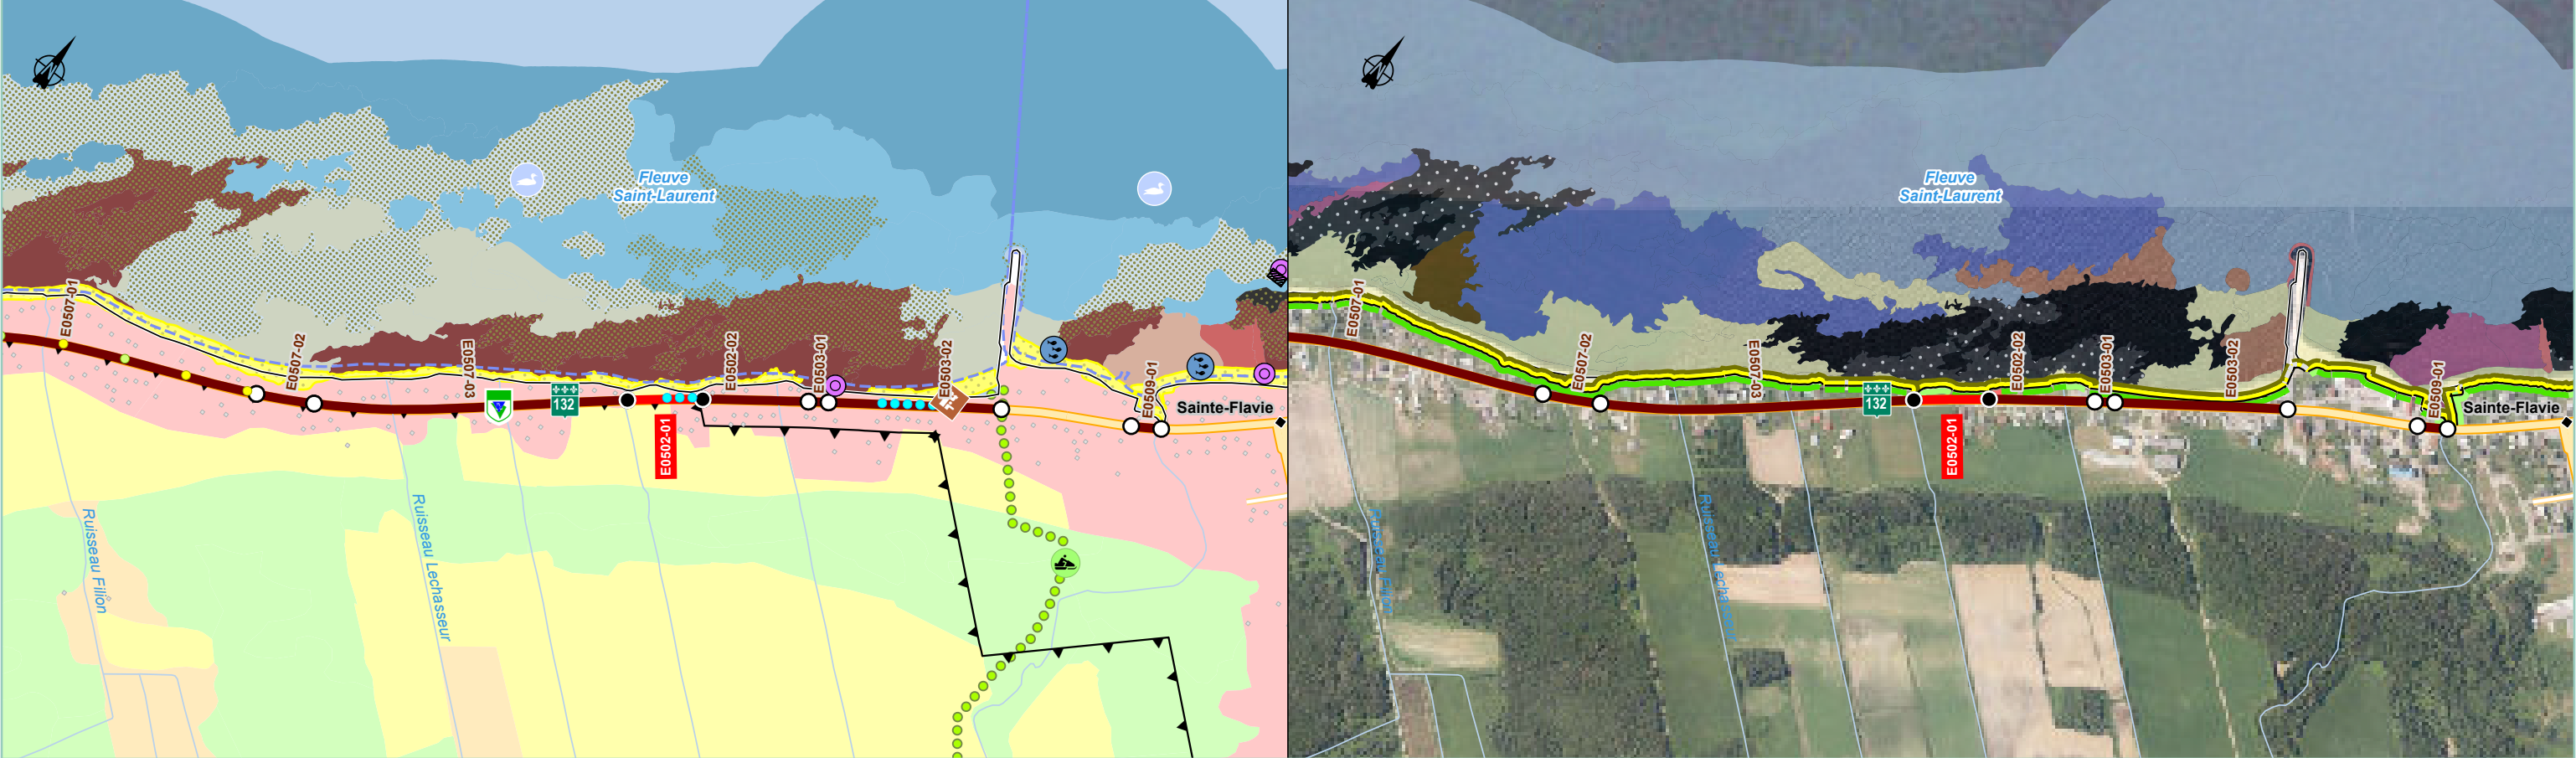 Fleuve
Saint-Laurent
E0507-01
E0507-02
E0507-03
132
E0502-01
E0502-02
E0503-01
E0503-02
E0509-01
Sainte-Flavie
Ruisseau Filion
Ruisseau Lechasseur
Fleuve
Saint-Laurent
E0507-01
E0507-02
E0507-03
132
E0502-01
E0502-02
E0503-01
E0503-02
E0509-01
Sainte-Flavie
Ruisseau Filion
Ruisseau Lechasseur